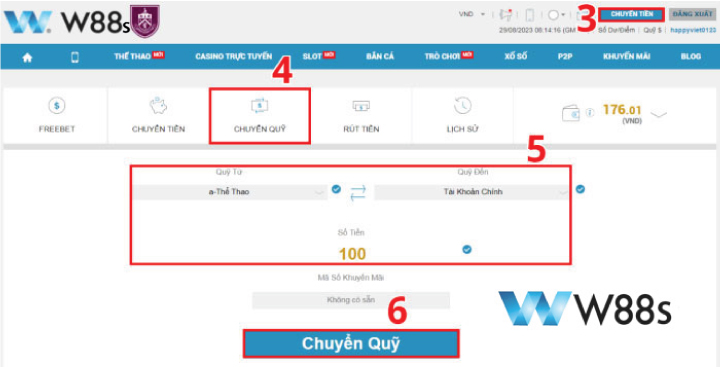 W88s
VND
3
CHUYỂN TIỀN
ĐĂNG XUẤT
29/08/2023 06:14:16 (GM
Số Dư/Điểm | Quỹ $ | happyviet0123
THỂ THAO MỚI
CASINO TRỰC TUYẾN
SLOT MỚI
BẮN CÁ
TRÒ CHƠI MỚI
XỔ SỐ
P2P
KHUYẾN MÃI
BLOG
4
FREEBET
CHUYỂN TIỀN
CHUYỂN QUỸ
RÚT TIỀN
LỊCH SỬ
176.01
(VND)
5
Quỹ Từ
Quỹ Đến
a-Thể Thao
Tài Khoản Chính
Số Tiền
100
Mã Số Khuyến Mãi
Không có sẵn
6
W88s
Chuyển Quỹ